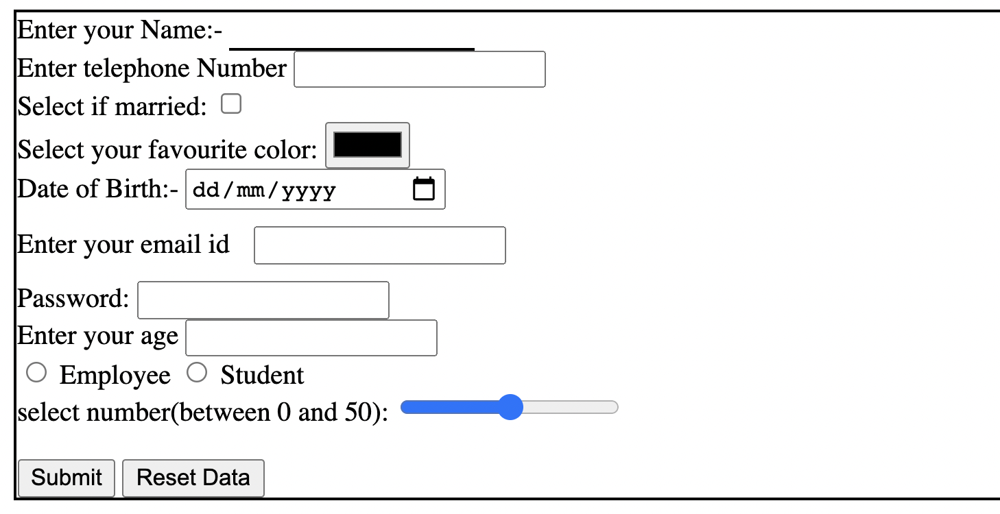 Enter your Name:-
Enter telephone Number
Select if married:
Select your favourite color:
Date of Birth:- dd/mm/yyyy
Enter your email id
Password:
Enter your age
Employee Student
select number(between 0 and 50):
Submit Reset Data